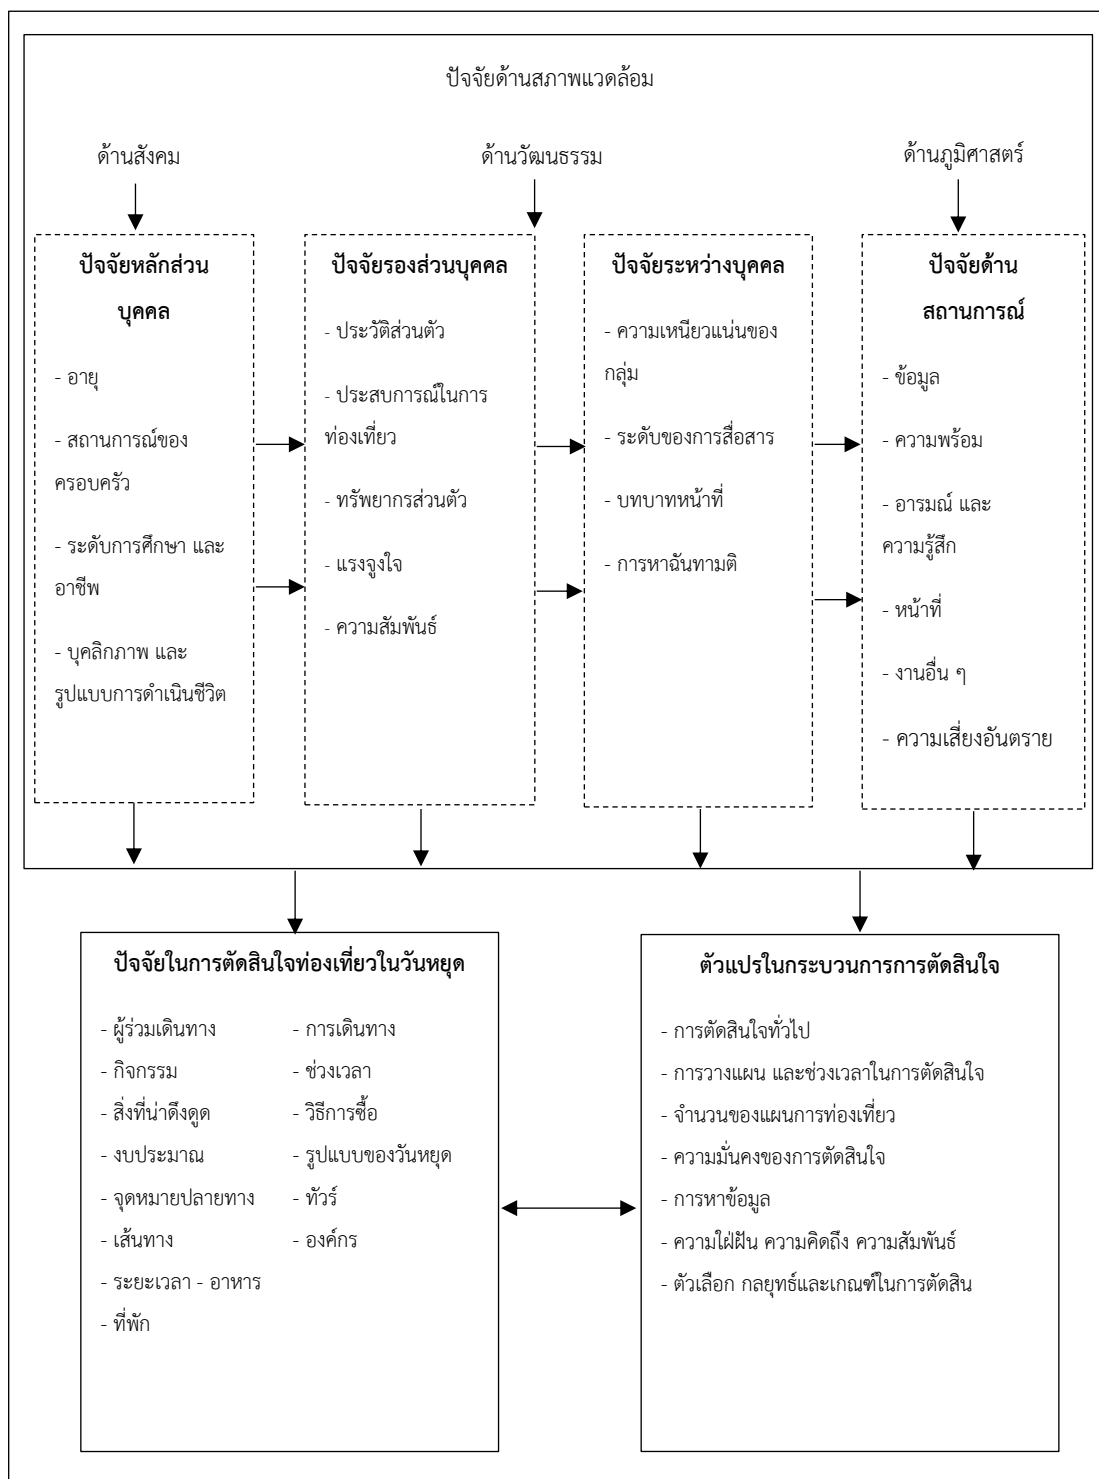 ปัจจัยด้านสภาพแวดล้อม
ด้านสังคม
ด้านวัฒนธรรม
ด้านภูมิศาสตร์
ปัจจัยหลักส่วน
บุคคล
- อายุ
- สถานการณ์ของ
ครอบครัว
- ระดับการศึกษา และ
อาชีพ
- บุคลิกภาพ และ
รูปแบบการดำเนินชีวิต
ปัจจัยรองส่วนบุคคล
- ประวัติส่วนตัว
- ประสบการณ์ในการ
ท่องเที่ยว
- ทรัพยากรส่วนตัว
- แรงจูงใจ
- ความสัมพันธ์
ปัจจัยระหว่างบุคคล
- ความเหนียวแน่นของ
กลุ่ม
- ระดับของการสื่อสาร
- บทบาทหน้าที่
- การหาฉันทามติ
ปัจจัยด้าน
สถานการณ์
- ข้อมูล
- ความพร้อม
- อารมณ์ และ
ความรู้สึก
- หน้าที่
- งานอื่น ๆ
- ความเสี่ยงอันตราย
ปัจจัยในการตัดสินใจท่องเที่ยวในวันหยุด
- ผู้ร่วมเดินทาง
- กิจกรรม
- สิ่งที่น่าดึงดูด
- งบประมาณ
- จุดหมายปลายทาง
- เส้นทาง
- ระยะเวลา - อาหาร
- ที่พัก
- การเดินทาง
- ช่วงเวลา
- วิธีการซื้อ
- รูปแบบของวันหยุด
- ทัวร์
- องค์กร
ตัวแปรในกระบวนการการตัดสินใจ
- การตัดสินใจทั่วไป
- การวางแผน และช่วงเวลาในการตัดสินใจ
- จำนวนของแผนการท่องเที่ยว
- ความมั่นคงของการตัดสินใจ
- การหาข้อมูล
- ความใฝ่ฝัน ความคิดถึง ความสัมพันธ์
- ตัวเลือก กลยุทธ์และเกณฑ์ในการตัดสิน